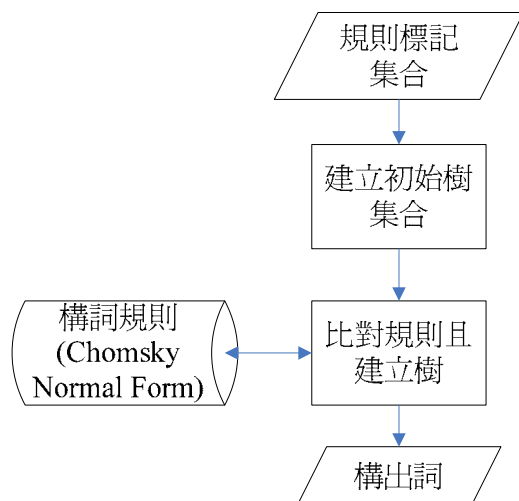 規則標記
集合
建立初始樹
集合
構詞規則
(Chomsky
Normal Form)
比對規則且
建立樹
構出詞